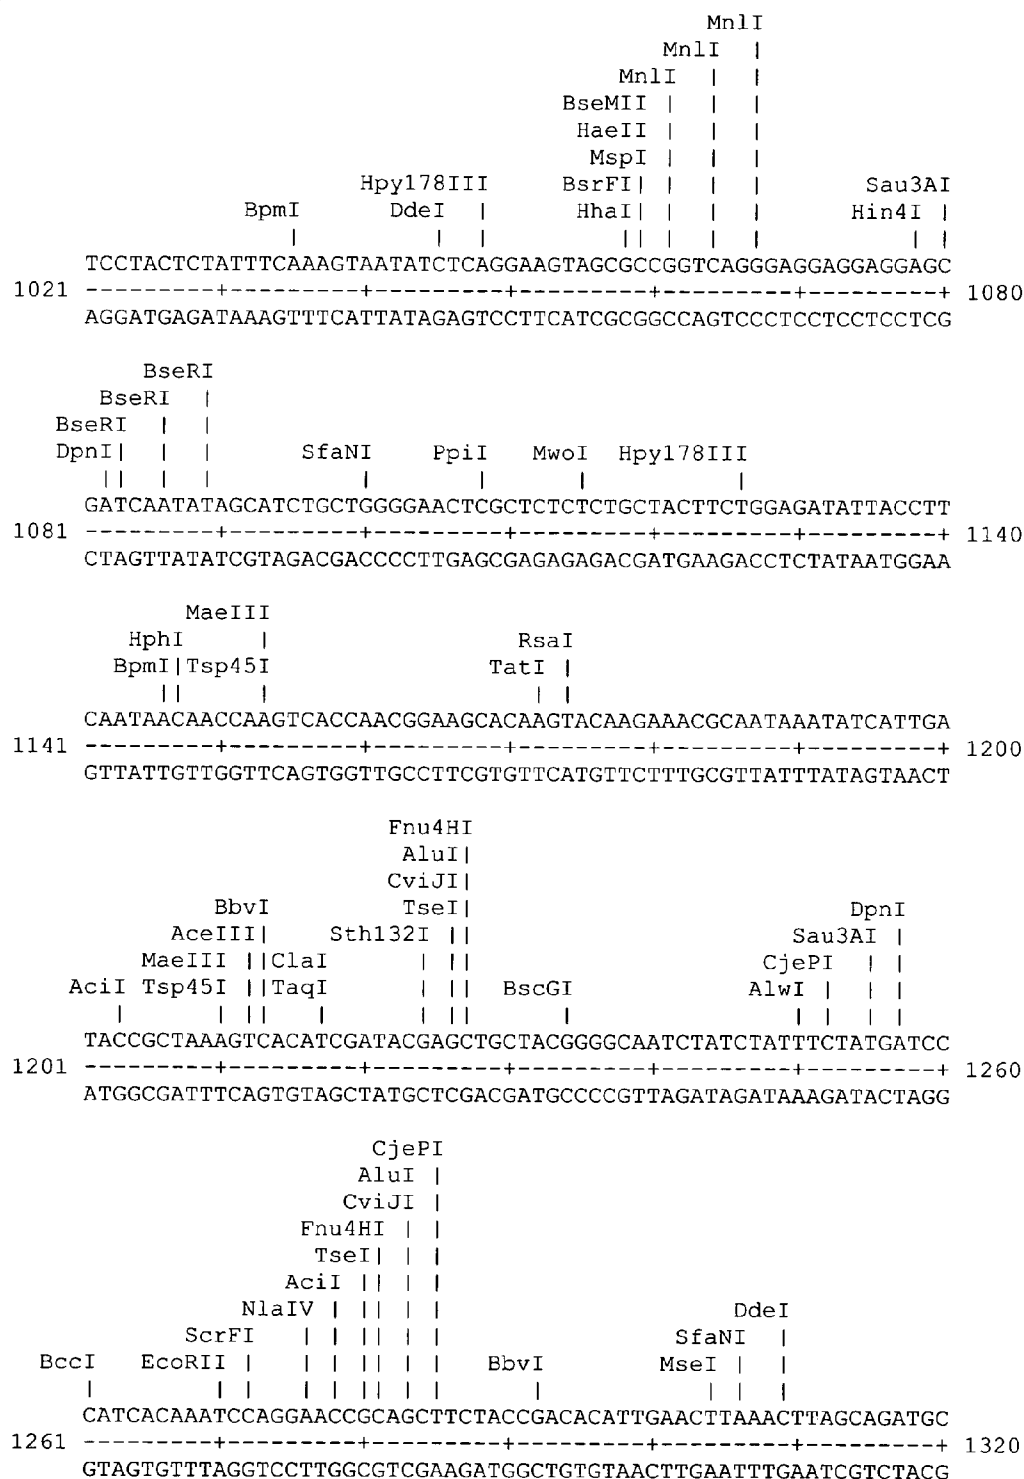 MnlI
MnlI |
MnlI | |
BseMII | | |
HaeII | | |
MspI | | |
Hpy178III BsrFI| | | | Sau3AI
BpmI DdeI | HhaI| | | | Hin4I |
| | | || | | | | |
TCCTACTCTATTTCAAAGTAATATCTCAGGAAGTAGCGCCGGTCAGGGAGGAGGAGGAGC
1021 ---------+---------+---------+---------+---------+---------+ 1080
AGGATGAGATAAAGTTTCATTATAGAGTCCTTCATCGCGGCCAGTCCCTCCTCCTCCTCG
BseRI
BseRI |
BseRI | |
DpnI| | | SfaNI PpiI MwoI Hpy178III
|| | | | | | |
GATCAATATAGCATCTGCTGGGGAACTCGCTCTCTCTGCTACTTCTGGAGATATTACCTT
1081 ---------+---------+---------+---------+---------+---------+ 1140
CTAGTTATATCGTAGACGACCCCTTGAGCGAGAGAGACGATGAAGACCTCTATAATGGAA
MaeIII
HphI | RsaI
BpmI|Tsp45I TatI |
|| | | |
CAATAACAACCAAGTCACCAACGGAAGCACAAGTACAAGAAACGCAATAAATATCATTGA
1141 ---------+---------+---------+---------+---------+---------+ 1200
GTTATTGTTGGTTCAGTGGTTGCCTTCGTGTTCATGTTCTTTGCGTTATTTATAGTAACT
Fnu4HI
AluI|
CviJI|
BbvI TseI| DpnI
AceIII| Sth132I || Sau3AI |
MaeIII ||ClaI | || CjePI | |
AciI Tsp45I ||TaqI | || BscGI AlwI | | |
| | || | | || | | | | |
TACCGCTAAAGTCACATCGATACGAGCTGCTACGGGGCAATCTATCTATTTCTATGATCC
1201 ---------+---------+---------+---------+---------+---------+ 1260
ATGGCGATTTCAGTGTAGCTATGCTCGACGATGCCCCGTTAGATAGATAAAGATACTAGG
CjePI
AluI |
CviJI |
Fnu4HI | |
TseI| | |
AciI || | |
NlaIV | || | | DdeI
ScrFI | | || | | SfaNI |
BccI EcoRII | | | || | | BbvI MseI | |
| | | | | || | | | | | |
CATCACAAATCCAGGAACCGCAGCTTCTACCGACACATTGAACTTAAACTTAGCAGATGC
1261 ---------+---------+---------+---------+---------+---------+ 1320
GTAGTGTTTAGGTCCTTGGCGTCGAAGATGGCTGTGTAACTTGAATTTGAATCGTCTACG